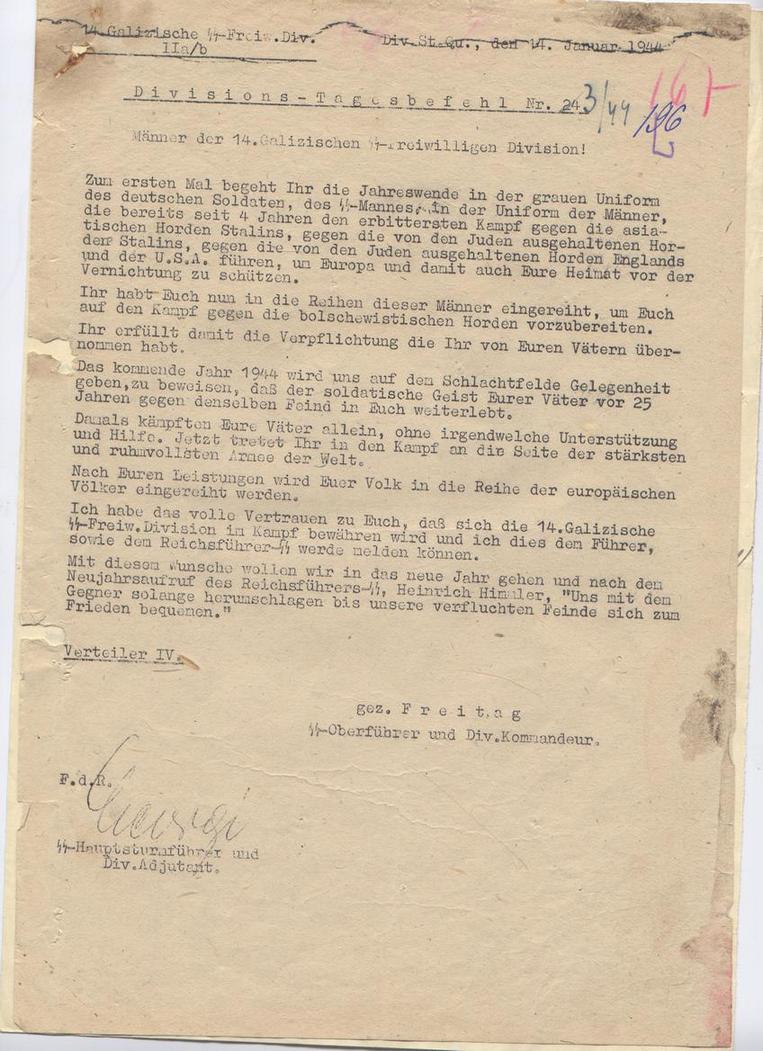 14.Galizische ᛋᛋ-Freiw.Div.
IIa/b
Div.St.Qu., den 14. Januar 1944
Divisions-Tagesbefehl Nr. 243/44
196
Männer der 14.Galizischen ᛋᛋ-Freiwilligen Division!
Zum ersten Mal begeht Ihr die Jahreswende in der grauen Uniform
des deutschen Soldaten, des ᛋᛋ-Mannes, in der Uniform der Männer,
die bereits seit 4 Jahren den erbittersten Kampf gegen die asia-
tischen Horden Stalins, gegen die von den Juden ausgehaltenen Hor-
den Stalins, gegen die von den Juden ausgehaltenen Horden Englands
und der U.S.A. führen, um Europa und damit auch Eure Heimat vor der
Vernichtung zu schützen.
Ihr habt Euch nun in die Reihen dieser Männer eingereiht, um Euch
auf den Kampf gegen die bolschewistischen Horden vorzubereiten.
Ihr erfüllt damit die Verpflichtung die Ihr von Euren Vätern über-
nommen habt.
Das kommende Jahr 1944 wird uns auf dem Schlachtfelde Gelegenheit
geben,zu beweisen, daß der soldatische Geist Eurer Väter vor 25
Jahren gegen denselben Feind in Euch weiterlebt.
Damals kämpften Eure Väter allein, ohne irgendwelche Unterstützung
und Hilfe. Jetzt tretet Ihr in den Kampf an die Seite der stärksten
und ruhmvollsten Armee der Welt.
Nach Euren Leistungen wird Euer Volk in die Reihe der europäischen
Völker eingereiht werden.
Ich habe das volle Vertrauen zu Euch, daß sich die 14.Galizische
ᛋᛋ-Freiw.Division im Kampf bewähren wird und ich dies dem Führer,
sowie dem Reichsführer-ᛋᛋ werde melden können.
Mit diesem Wunsche wollen wir in das neue Jahr gehen und nach dem
Neujahrsaufruf des Reichsführers-ᛋᛋ, Heinrich Himmler, "Uns mit dem
Gegner solange herumschlagen bis unsere verfluchten Feinde sich zum
Frieden bequemen."
Verteiler IV.
gez. Freitag
ᛋᛋ-Oberführer und Div.Kommandeur.
F.d.R.
ᛋᛋ-Hauptsturmführer und
Div.Adjutant.